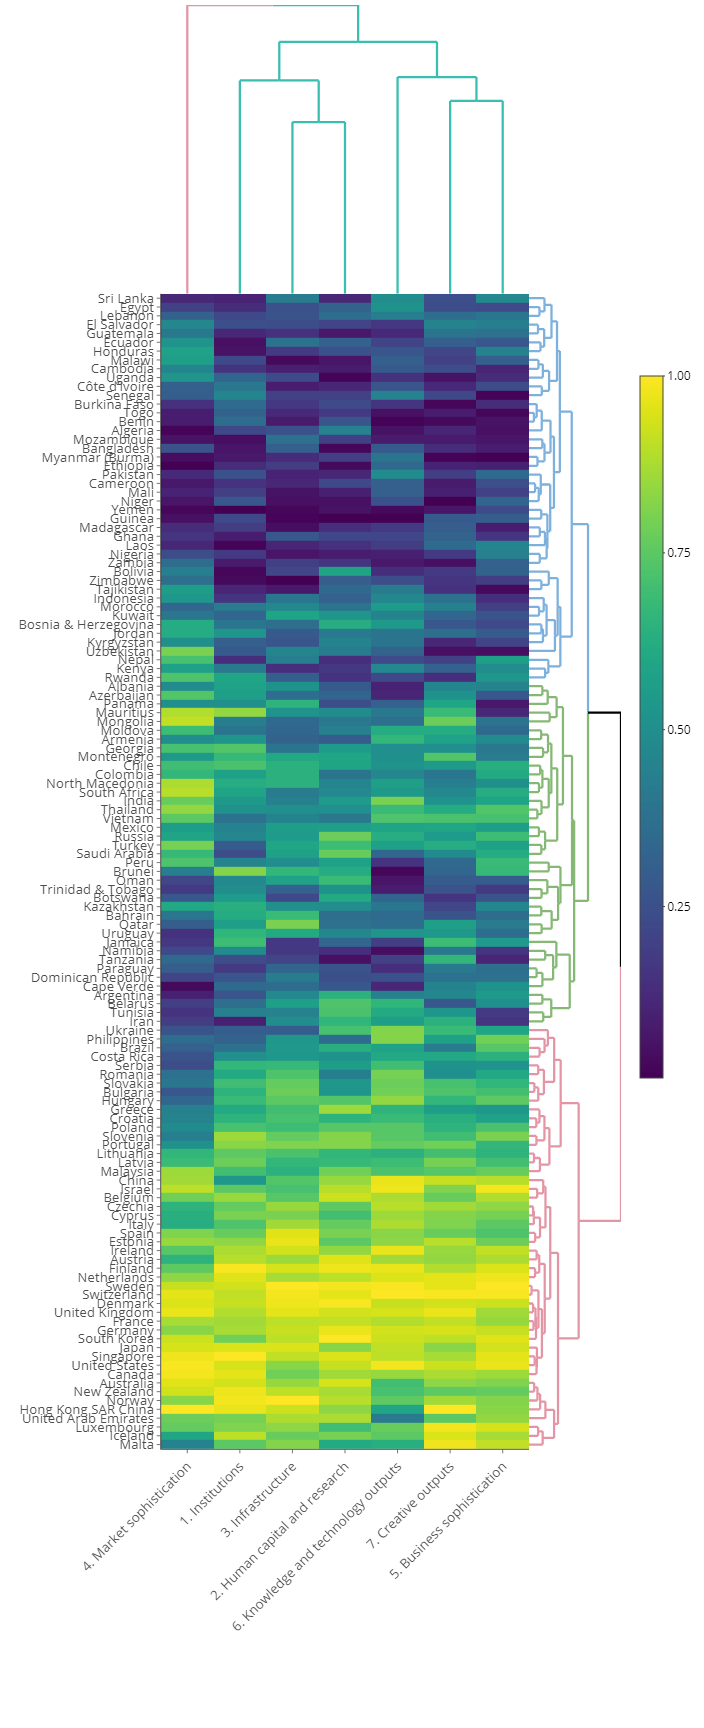 Sri Lanka
Egypt
Lebanon
El Salvador
Guatemala
Ecuador
Honduras
Malawi
Cambodia
Uganda
Côte d'Ivoire
Senegal
Burkina Faso
Togo
Benin
Algeria
Mozambique
Bangladesh
Myanmar (Burma)
Ethiopia
Pakistan
Cameroon
Mali
Niger
Yemen
Guinea
Madagascar
Ghana
Laos
Nigeria
Zambia
Bolivia
Zimbabwe
Tajikistan
Indonesia
Morocco
Kuwait
Bosnia & Herzegovina
Jordan
Kyrgyzstan
Uzbekistan
Nepal
Kenya
Rwanda
Albania
Azerbaijan
Panama
Mauritius
Mongolia
Moldova
Armenia
Georgia
Montenegro
Chile
Colombia
North Macedonia
South Africa
India
Thailand
Vietnam
Mexico
Russia
Turkey
Saudi Arabia
Peru
Brunei
Oman
Trinidad & Tobago
Botswana
Kazakhstan
Bahrain
Qatar
Uruguay
Jamaica
Namibia
Tanzania
Paraguay
Dominican Republic
Cape Verde
Argentina
Belarus
Tunisia
Iran
Ukraine
Philippines
Brazil
Costa Rica
Serbia
Romania
Slovakia
Bulgaria
Hungary
Greece
Croatia
Poland
Slovenia
Portugal
Lithuania
Latvia
Malaysia
China
Israel
Belgium
Czechia
Cyprus
Italy
Spain
Estonia
Ireland
Austria
Finland
Netherlands
Sweden
Switzerland
Denmark
United Kingdom
France
Germany
South Korea
Japan
Singapore
United States
Canada
Australia
New Zealand
Norway
Hong Kong SAR China
United Arab Emirates
Luxembourg
Iceland
Malta
1.00
0.75
0.50
0.25
4. Market sophistication
1. Institutions
3. Infrastructure
2. Human capital and research
6. Knowledge and technology outputs
7. Creative outputs
5. Business sophistication